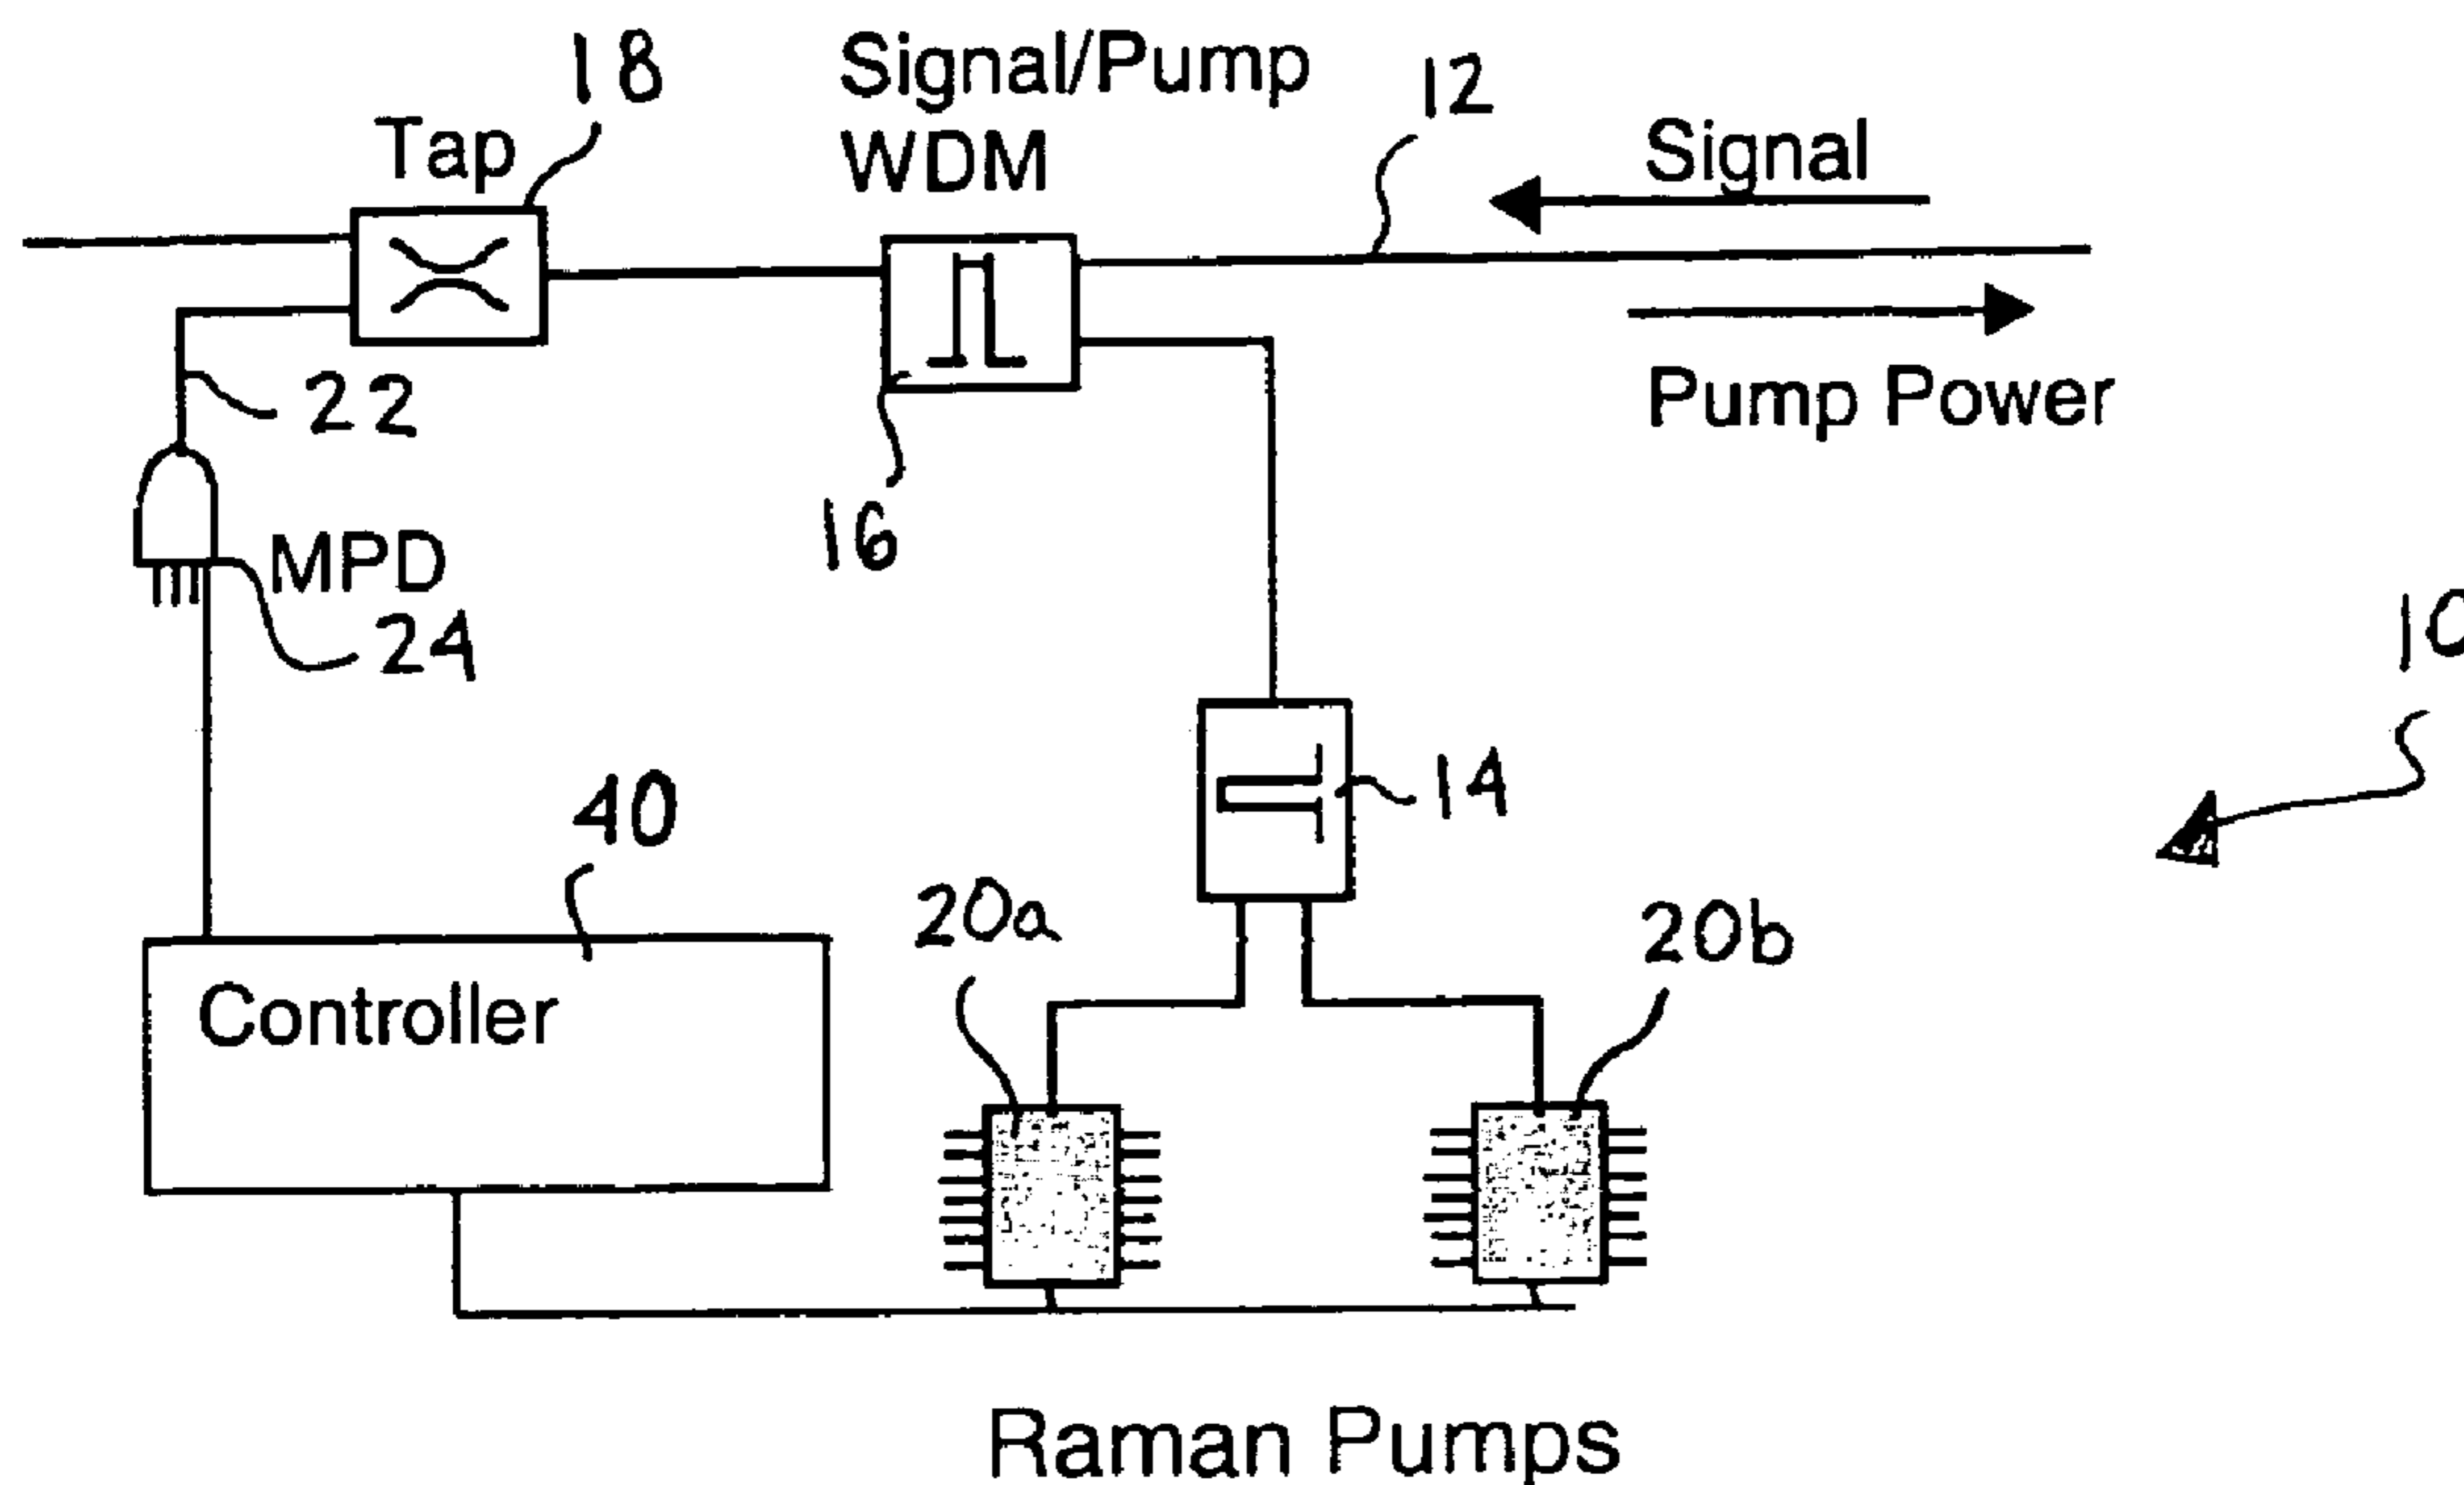 18
Signal/Pump
WDM
12
Tap
Signal
Pump Power
22
16
MPD
24
10
40
14
20a
20b
Controller
Raman Pumps